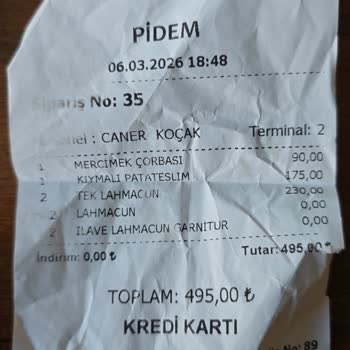 PİDEM
06.03.2026 18:48
Sipariş No: 35
: CANER KOÇAK Terminal: 2
1 MERCİMEK ÇORBASI 90,00
1 KIYMALI PATATESLİM 175,00
2 TEK LAHMACUN 230,00
2 LAHMACUN 0,00
2 İLAVE LAHMACUN GARNİTUR 0,00
İndirim: 0,00 ₺ Tutar: 495,00 ₺
TOPLAM: 495,00 ₺
KREDİ KARTI
No: 89